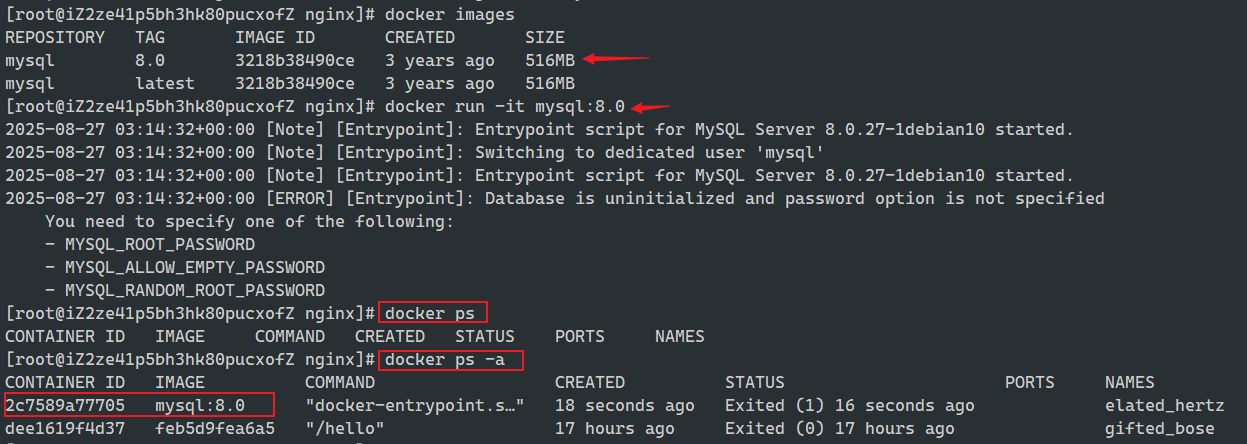 [root@iZ2ze41p5bh3hk80pucxofZ nginx]# docker images
REPOSITORY   TAG       IMAGE ID       CREATED       SIZE
mysql        8.0       3218b38490ce   3 years ago   516MB
mysql        latest    3218b38490ce   3 years ago   516MB
[root@iZ2ze41p5bh3hk80pucxofZ nginx]# docker run -it mysql:8.0
2025-08-27 03:14:32+00:00 [Note] [Entrypoint]: Entrypoint script for MySQL Server 8.0.27-1debian10 started.
2025-08-27 03:14:32+00:00 [Note] [Entrypoint]: Switching to dedicated user 'mysql'
2025-08-27 03:14:32+00:00 [Note] [Entrypoint]: Entrypoint script for MySQL Server 8.0.27-1debian10 started.
2025-08-27 03:14:32+00:00 [ERROR] [Entrypoint]: Database is uninitialized and password option is not specified
    You need to specify one of the following:
    - MYSQL_ROOT_PASSWORD
    - MYSQL_ALLOW_EMPTY_PASSWORD
    - MYSQL_RANDOM_ROOT_PASSWORD
[root@iZ2ze41p5bh3hk80pucxofZ nginx]# docker ps
CONTAINER ID   IMAGE     COMMAND   CREATED   STATUS    PORTS     NAMES
[root@iZ2ze41p5bh3hk80pucxofZ nginx]# docker ps -a
CONTAINER ID   IMAGE          COMMAND                  CREATED          STATUS                      PORTS     NAMES
2c7589a77705   mysql:8.0      "docker-entrypoint.s…"   18 seconds ago   Exited (1) 16 seconds ago             elated_hertz
dee1619f4d37   feb5d9fea6a5   "/hello"                 17 hours ago     Exited (0) 17 hours ago               gifted_bose